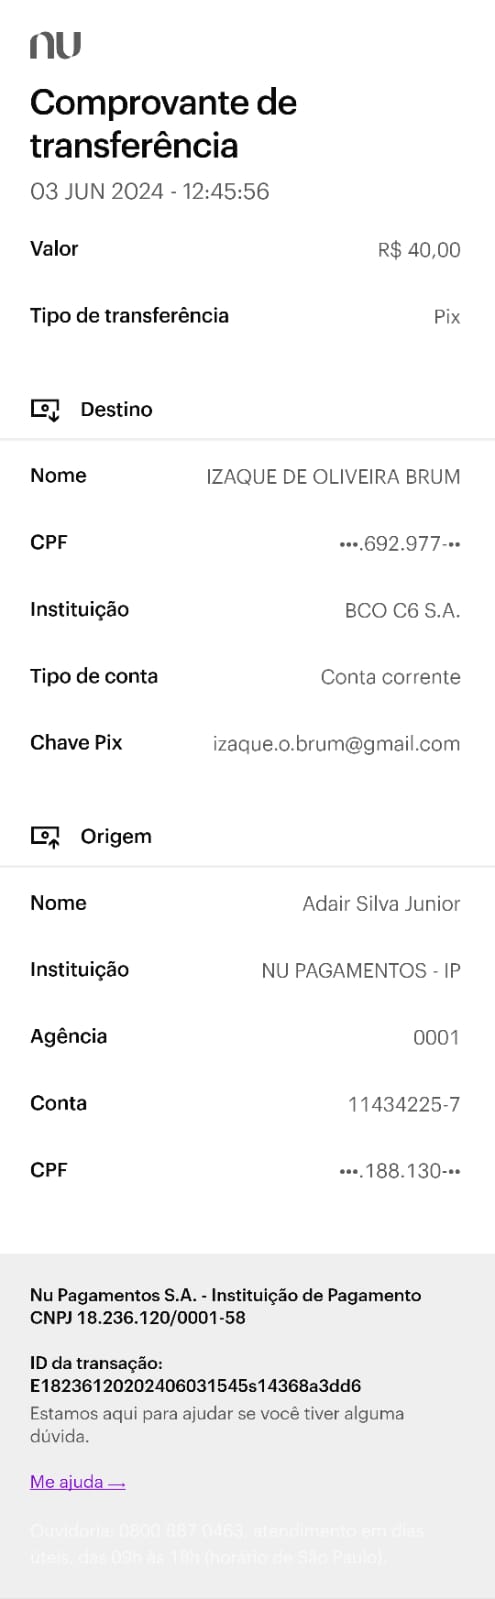 nu
Comprovante de
transferência
03 JUN 2024 - 12:45:56
Valor R$ 40,00
Tipo de transferência Pix
Destino
Nome IZAQUE DE OLIVEIRA BRUM
CPF •••.692.977-••
Instituição BCO C6 S.A.
Tipo de conta Conta corrente
Chave Pix izaque.o.brum@gmail.com
Origem
Nome Adair Silva Junior
Instituição NU PAGAMENTOS - IP
Agência 0001
Conta 11434225-7
CPF •••.188.130-••
Nu Pagamentos S.A. - Instituição de Pagamento
CNPJ 18.236.120/0001-58
ID da transação:
E18236120202406031545s14368a3dd6
Estamos aqui para ajudar se você tiver alguma
dúvida.
Me ajuda →
Ouvidoria: 0800 887 0463, atendimento em dias
úteis, das 09h às 18h (horário de São Paulo).